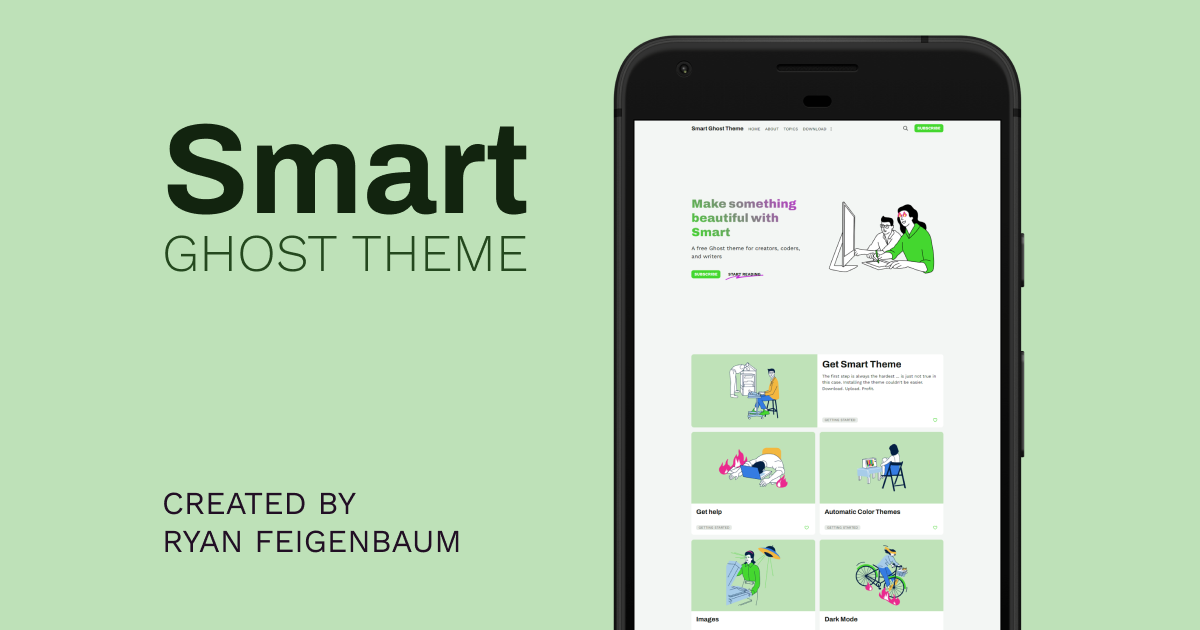 Smart
GHOST THEME
CREATED BY
RYAN FEIGENBAUM
Smart Ghost Theme HOME ABOUT TOPICS DOWNLOAD
SUBSCRIBE
Make something
beautiful with
Smart
A free Ghost theme for creators, coders,
and writers
SUBSCRIBE START READING
Get Smart Theme
The first step is always the hardest ... is just not true in
this case. Installing the theme couldn't be easier.
Download. Upload. Profit.
GETTING STARTED
Get help
GETTING STARTED
Automatic Color Themes
GETTING STARTED
Images
Dark Mode